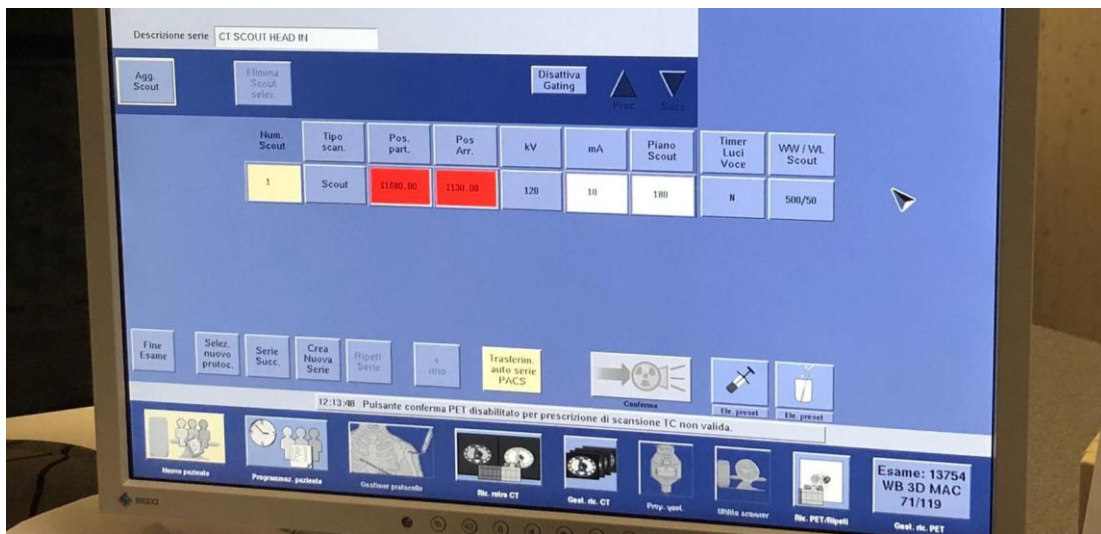 Descrizione serie CT SCOUT HEAD IN
Agg.
Scout
Elimina
Scout
selez.
Disattiva
Gating
Prec
Succ
Num.
Scout
Tipo
scan.
Pos.
part.
Pos
Arr.
kV
mA
Piano
Scout
Timer
Luci
Voce
WW / WL
Scout
1
Scout
S1680.00
I130.00
120
10
180
N
500/50
Fine
Esame
Selez.
nuovo
protoc.
Serie
Succ.
Crea
Nuova
Serie
Ripeti
Serie
Trasferim.
auto serie
PACS
Conferma
Ele. preset
Ele. preset
12:13:48 Pulsante conferma PET disabilitato per prescrizione di scansione TC non valida.
Nuovo paziente
Programmaz. paziente
Gestione protocollo
Ric. retro CT
Gest. ric. CT
Prep. quot.
Utilità scanner
Ric. PET/Ripeti
Esame: 13754
WB 3D MAC
71/119
Gest. ric. PET
EIZO